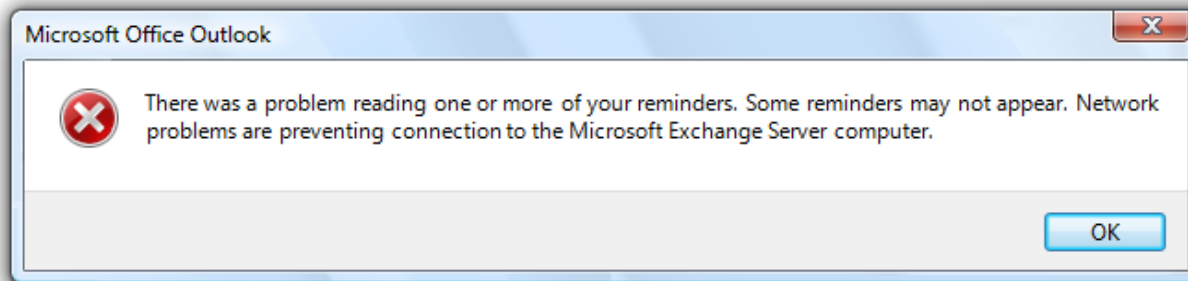 Microsoft Office Outlook
There was a problem reading one or more of your reminders. Some reminders may not appear. Network
problems are preventing connection to the Microsoft Exchange Server computer.
OK